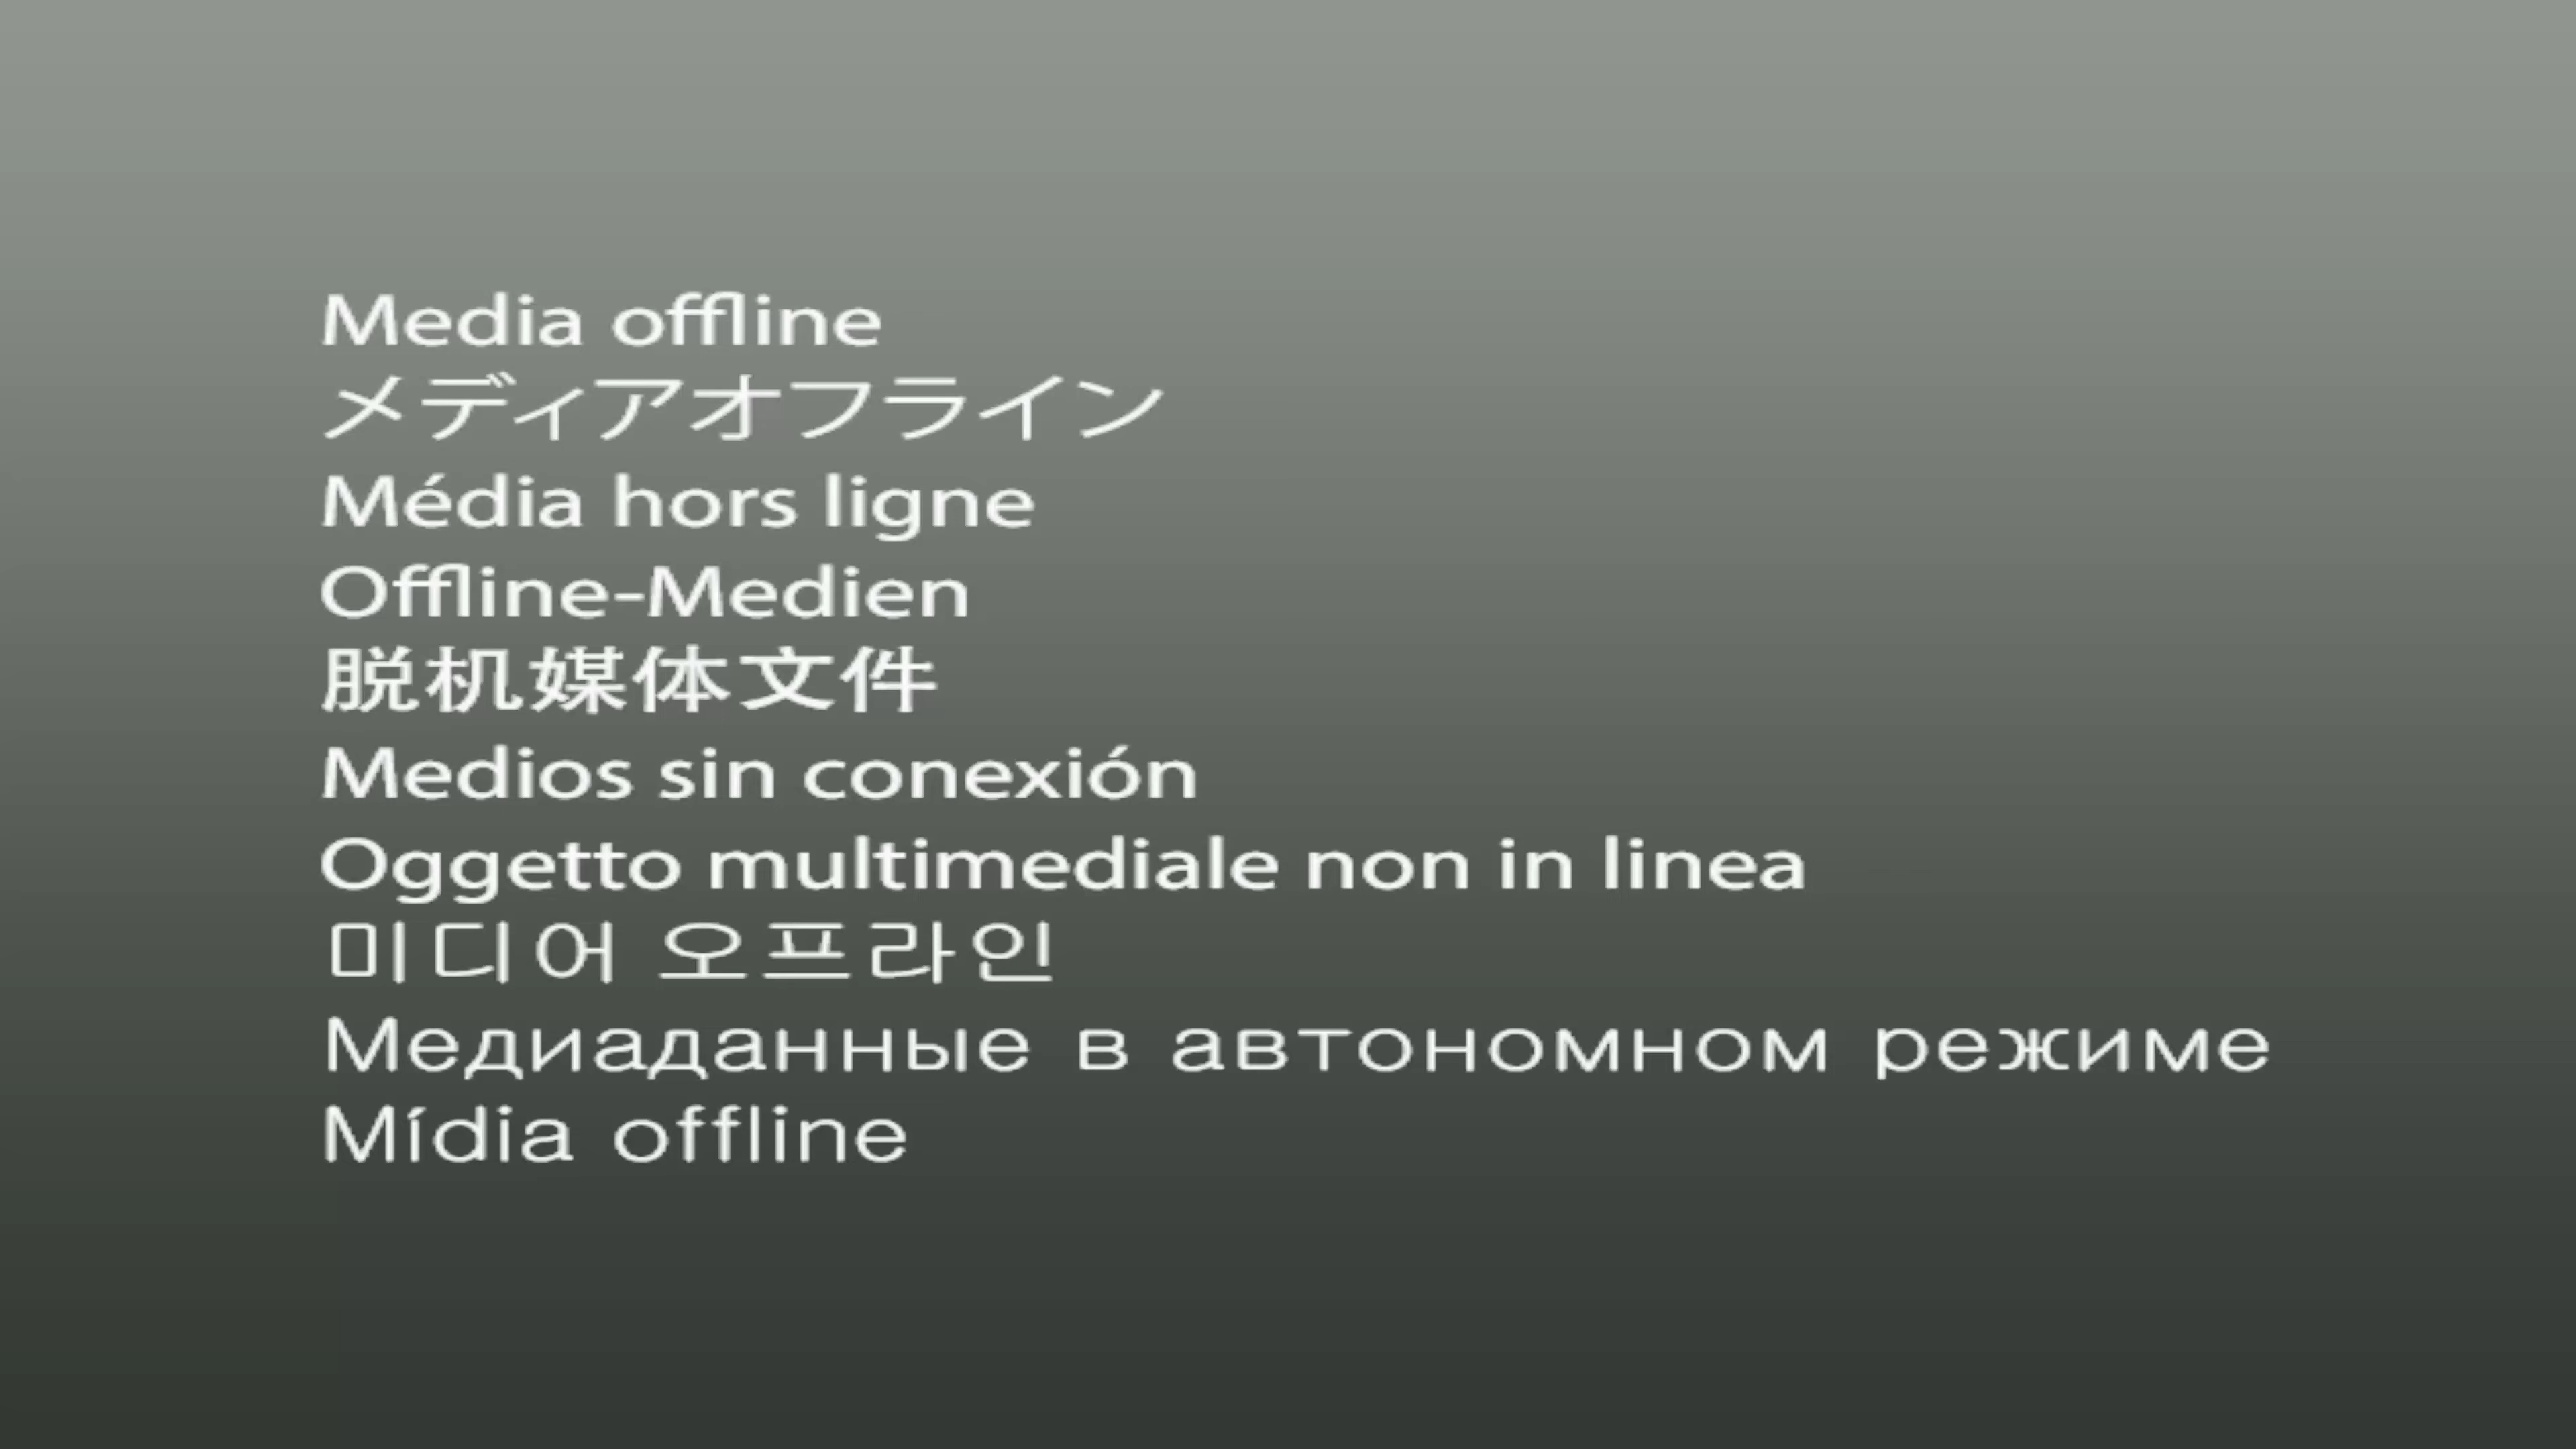 Media offline
メディアオフライン
Média hors ligne
Offline-Medien
脱机媒体文件
Medios sin conexión
Oggetto multimediale non in linea
미디어 오프라인
Медиаданные в автономном режиме
Mídia offline